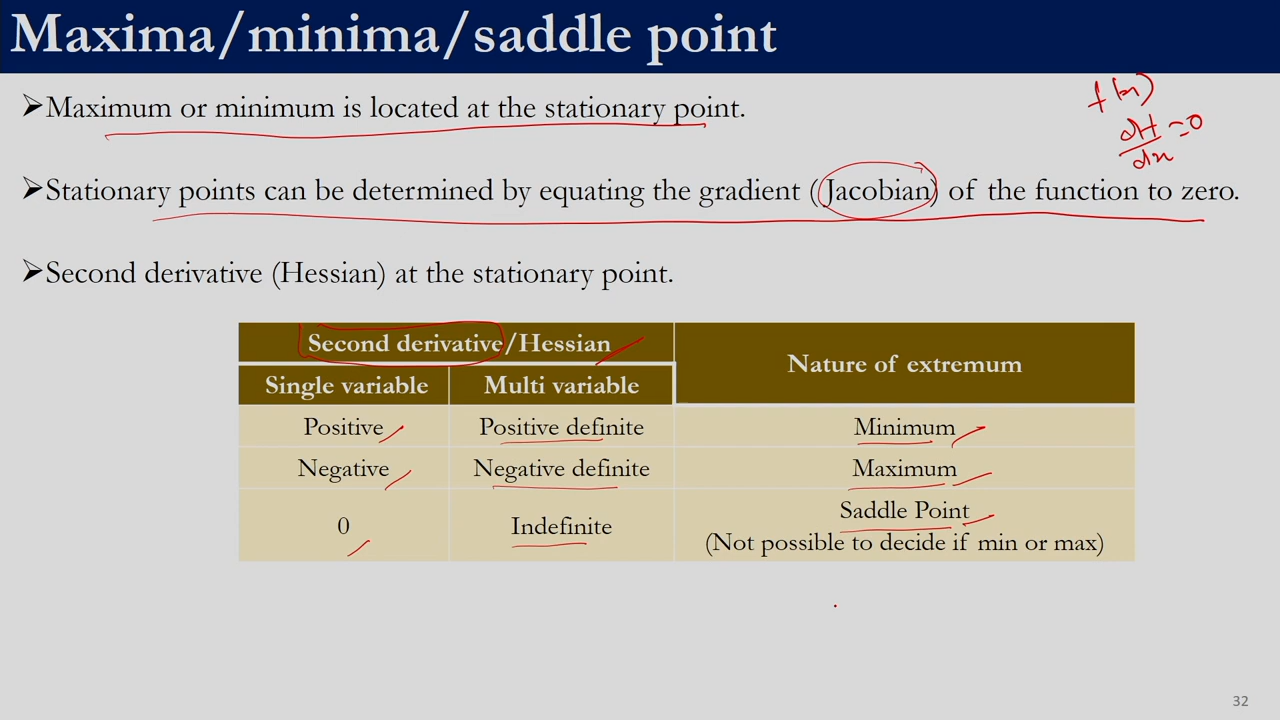 Maxima/minima/saddle point
➢Maximum or minimum is located at the stationary point.
f(x)
dH/dx=0
➢Stationary points can be determined by equating the gradient (Jacobian) of the function to zero.
➢Second derivative (Hessian) at the stationary point.
Second derivative/Hessian
Nature of extremum
Single variable Multi variable
Positive Positive definite Minimum
Negative Negative definite Maximum
0 Indefinite Saddle Point
(Not possible to decide if min or max)
32